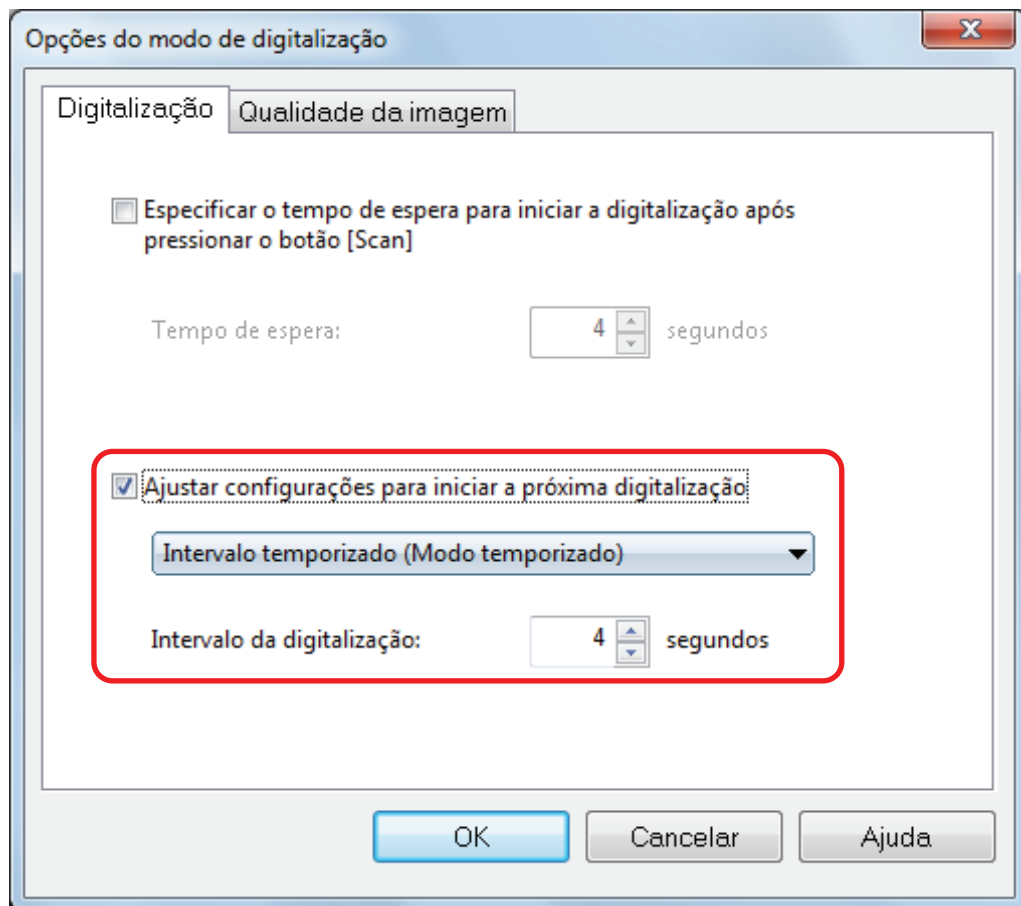 Opções do modo de digitalização
Digitalização
Qualidade da imagem
Especificar o tempo de espera para iniciar a digitalização após
pressionar o botão [Scan]
Tempo de espera: 4 segundos
Ajustar configurações para iniciar a próxima digitalização
Intervalo temporizado (Modo temporizado)
Intervalo da digitalização: 4 segundos
OK Cancelar Ajuda